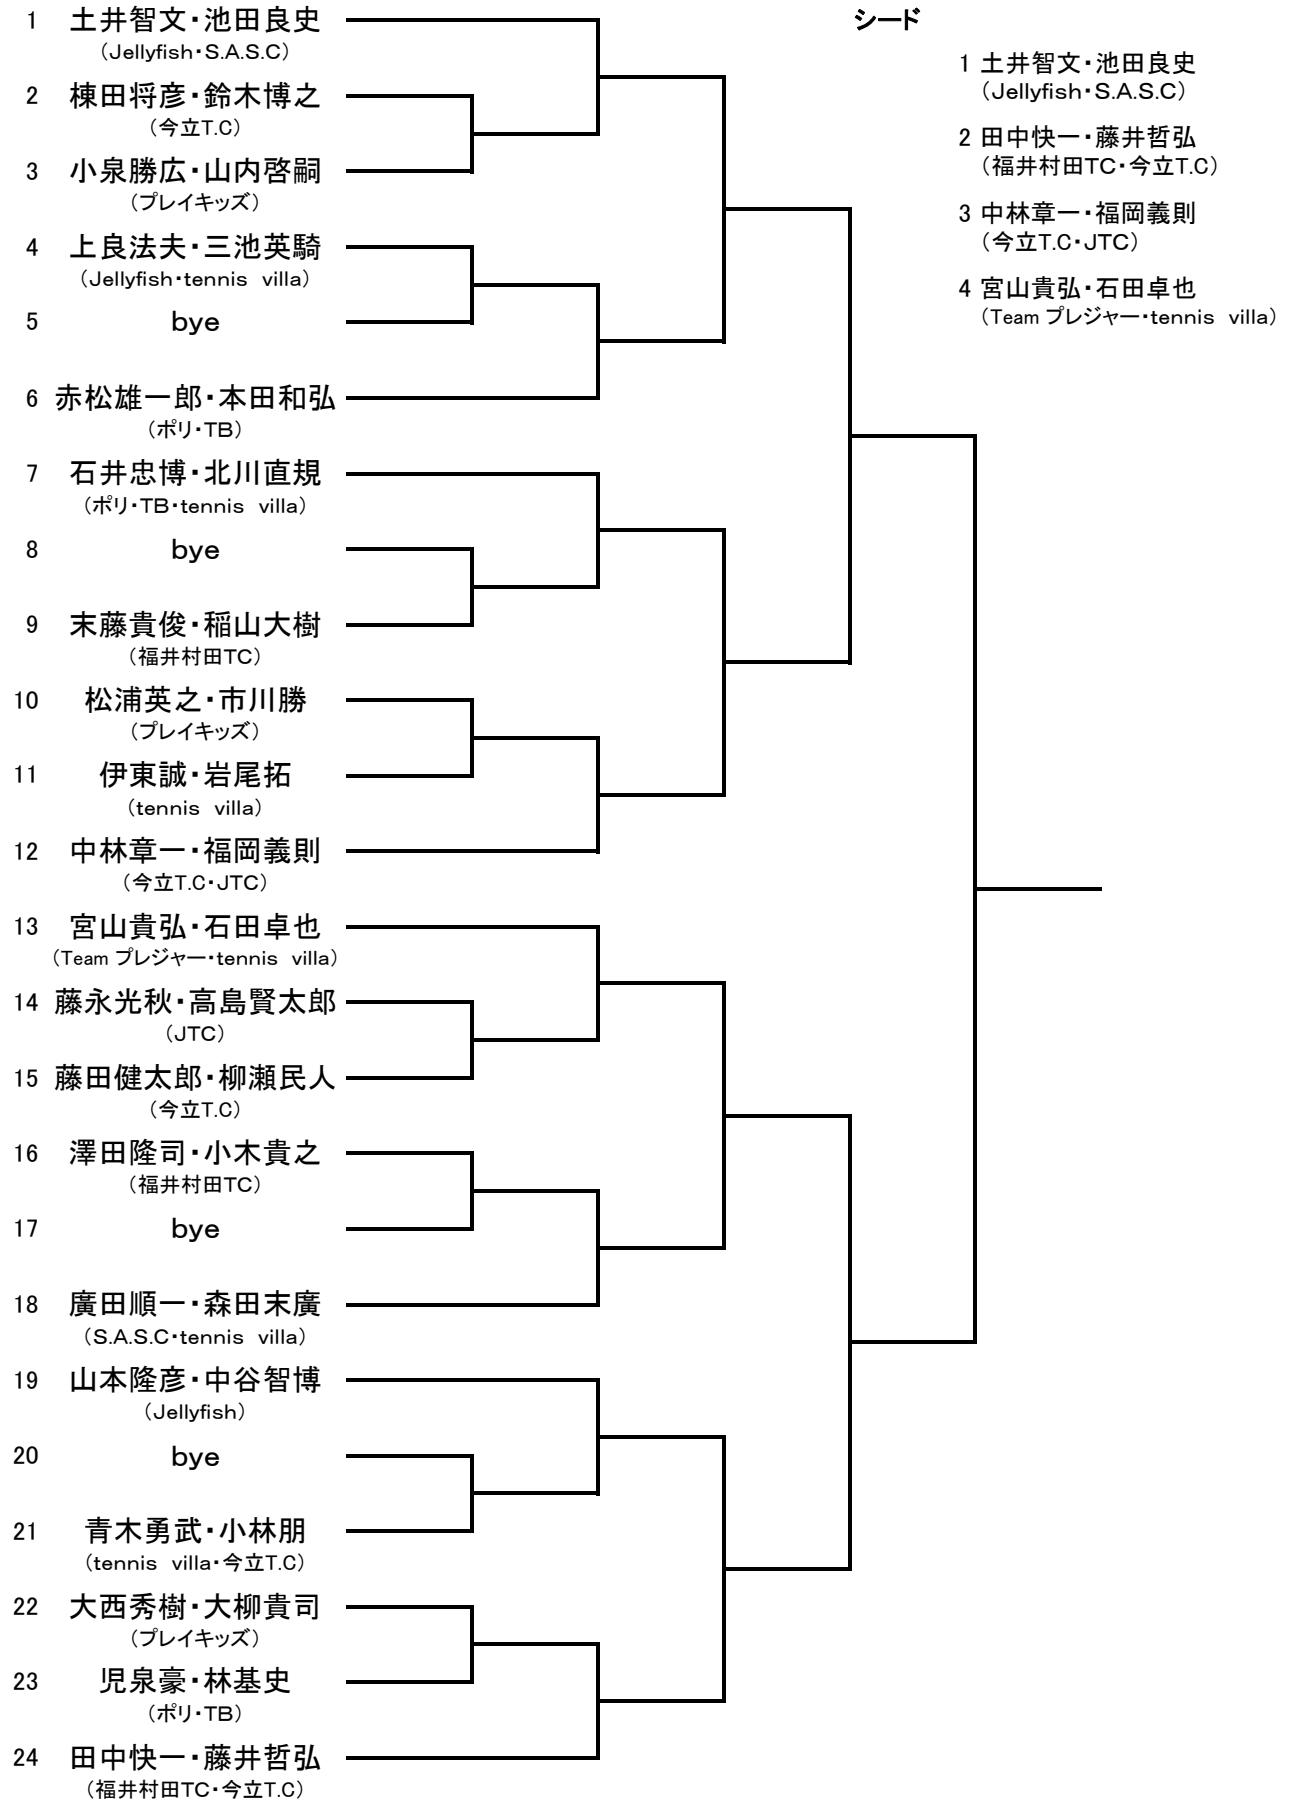 1 土井智文・池田良史
（Jellyfish・S.A.S.C）
2 棟田将彦・鈴木博之
（今立T.C）
3 小泉勝広・山内啓嗣
（プレイキッズ）
4 上良法夫・三池英騎
（Jellyfish・tennis villa）
5 bye
6 赤松雄一郎・本田和弘
（ポリ・TB）
7 石井忠博・北川直規
（ポリ・TB・tennis villa）
8 bye
9 末藤貴俊・稲山大樹
（福井村田TC）
10 松浦英之・市川勝
（プレイキッズ）
11 伊東誠・岩尾拓
（tennis villa）
12 中林章一・福岡義則
（今立T.C・JTC）
13 宮山貴弘・石田卓也
（Team プレジャー・tennis villa）
14 藤永光秋・高島賢太郎
（JTC）
15 藤田健太郎・柳瀬民人
（今立T.C）
16 澤田隆司・小木貴之
（福井村田TC）
17 bye
18 廣田順一・森田末廣
（S.A.S.C・tennis villa）
19 山本隆彦・中谷智博
（Jellyfish）
20 bye
21 青木勇武・小林朋
（tennis villa・今立T.C）
22 大西秀樹・大柳貴司
（プレイキッズ）
23 児泉豪・林基史
（ポリ・TB）
24 田中快一・藤井哲弘
（福井村田TC・今立T.C）
シード
1 土井智文・池田良史
（Jellyfish・S.A.S.C）
2 田中快一・藤井哲弘
（福井村田TC・今立T.C）
3 中林章一・福岡義則
（今立T.C・JTC）
4 宮山貴弘・石田卓也
（Team プレジャー・tennis villa）